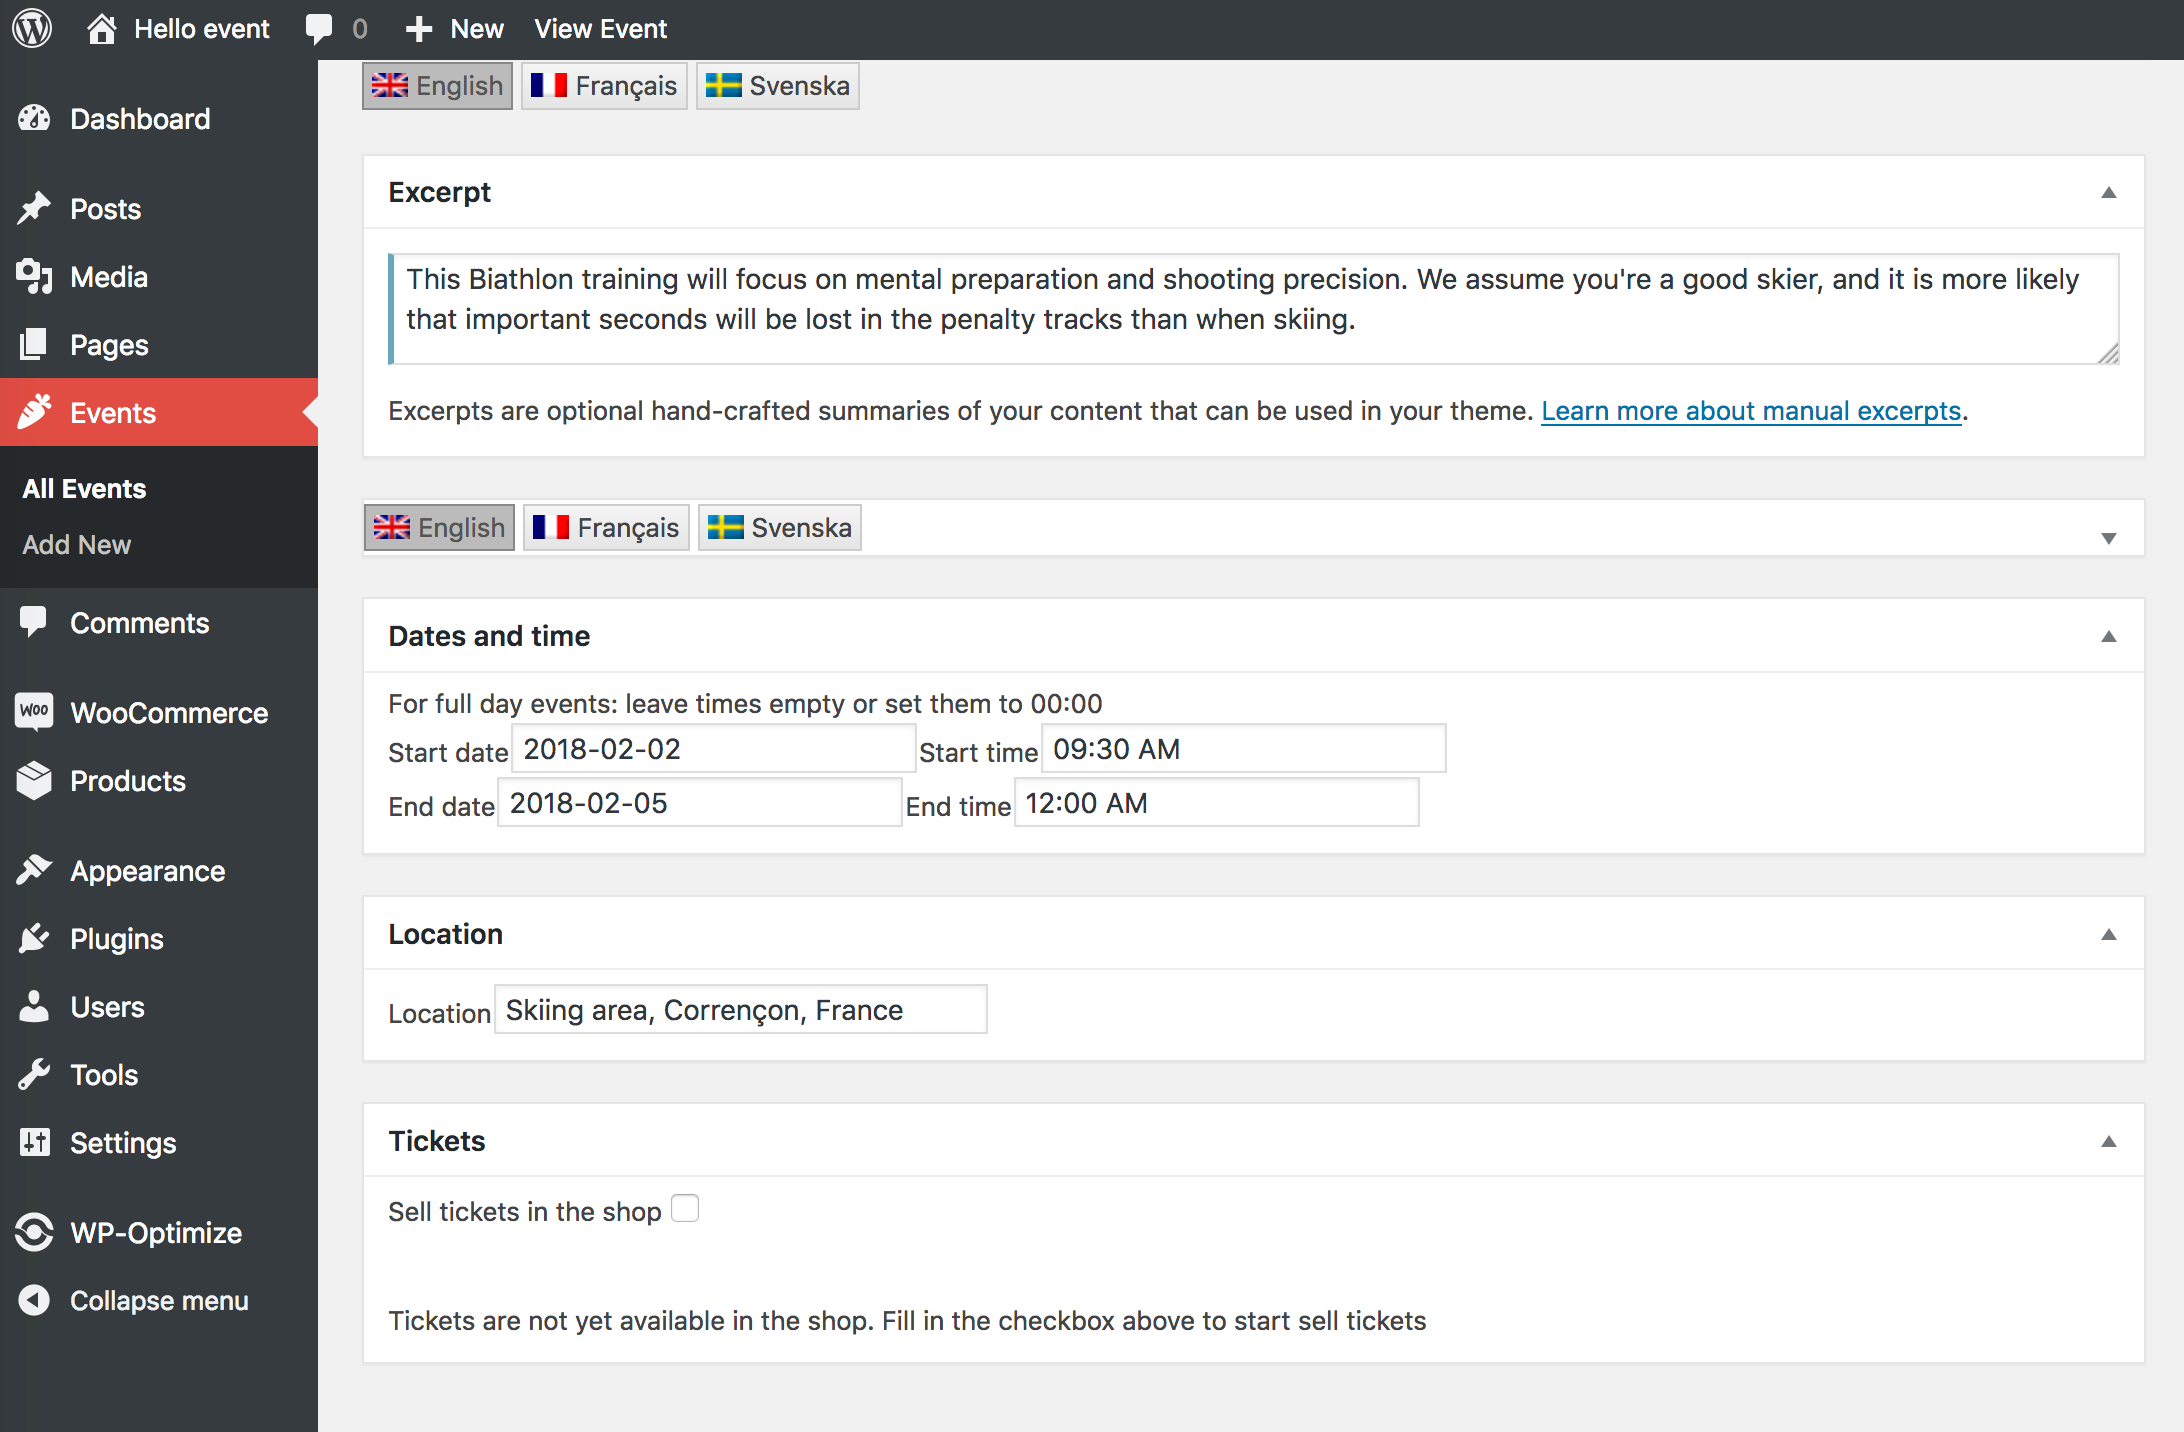 Hello event 0 New View Event
English Français Svenska
Dashboard
Posts
Media
Pages
Events
All Events
Add New
Comments
WOO WooCommerce
Products
Appearance
Plugins
Users
Tools
Settings
WP-Optimize
Collapse menu
Excerpt
This Biathlon training will focus on mental preparation and shooting precision. We assume you're a good skier, and it is more likely
that important seconds will be lost in the penalty tracks than when skiing.
Excerpts are optional hand-crafted summaries of your content that can be used in your theme. Learn more about manual excerpts.
English Français Svenska
Dates and time
For full day events: leave times empty or set them to 00:00
Start date 2018-02-02 Start time 09:30 AM
End date 2018-02-05 End time 12:00 AM
Location
Location Skiing area, Corrençon, France
Tickets
Sell tickets in the shop
Tickets are not yet available in the shop. Fill in the checkbox above to start sell tickets